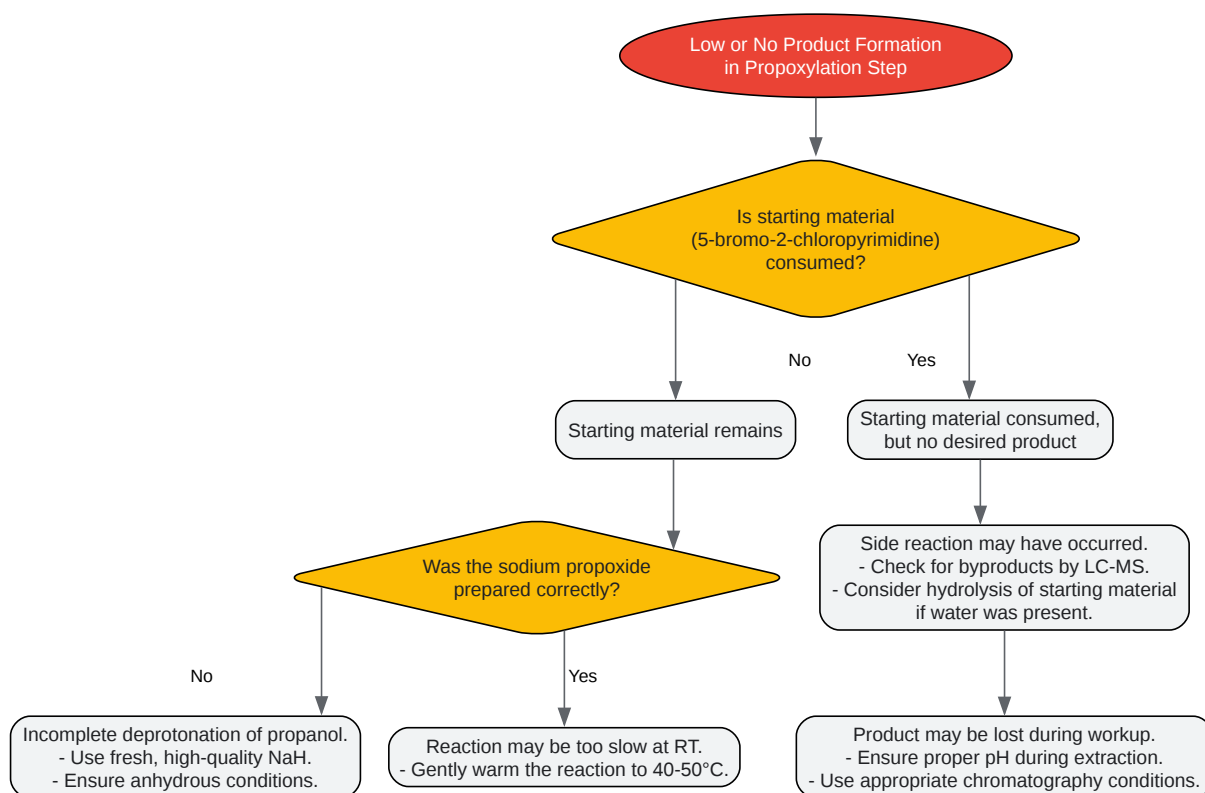 Low or No Product Formation
in Propoxylation Step
Is starting material
(5-bromo-2-chloropyrimidine)
consumed?
No
Yes
Starting material remains
Starting material consumed,
but no desired product
Was the sodium propoxide
prepared correctly?
Side reaction may have occurred.
- Check for byproducts by LC-MS.
- Consider hydrolysis of starting material
if water was present.
No
Yes
Incomplete deprotonation of propanol.
- Use fresh, high-quality NaH.
- Ensure anhydrous conditions.
Reaction may be too slow at RT.
- Gently warm the reaction to 40-50°C.
Product may be lost during workup.
- Ensure proper pH during extraction.
- Use appropriate chromatography conditions.